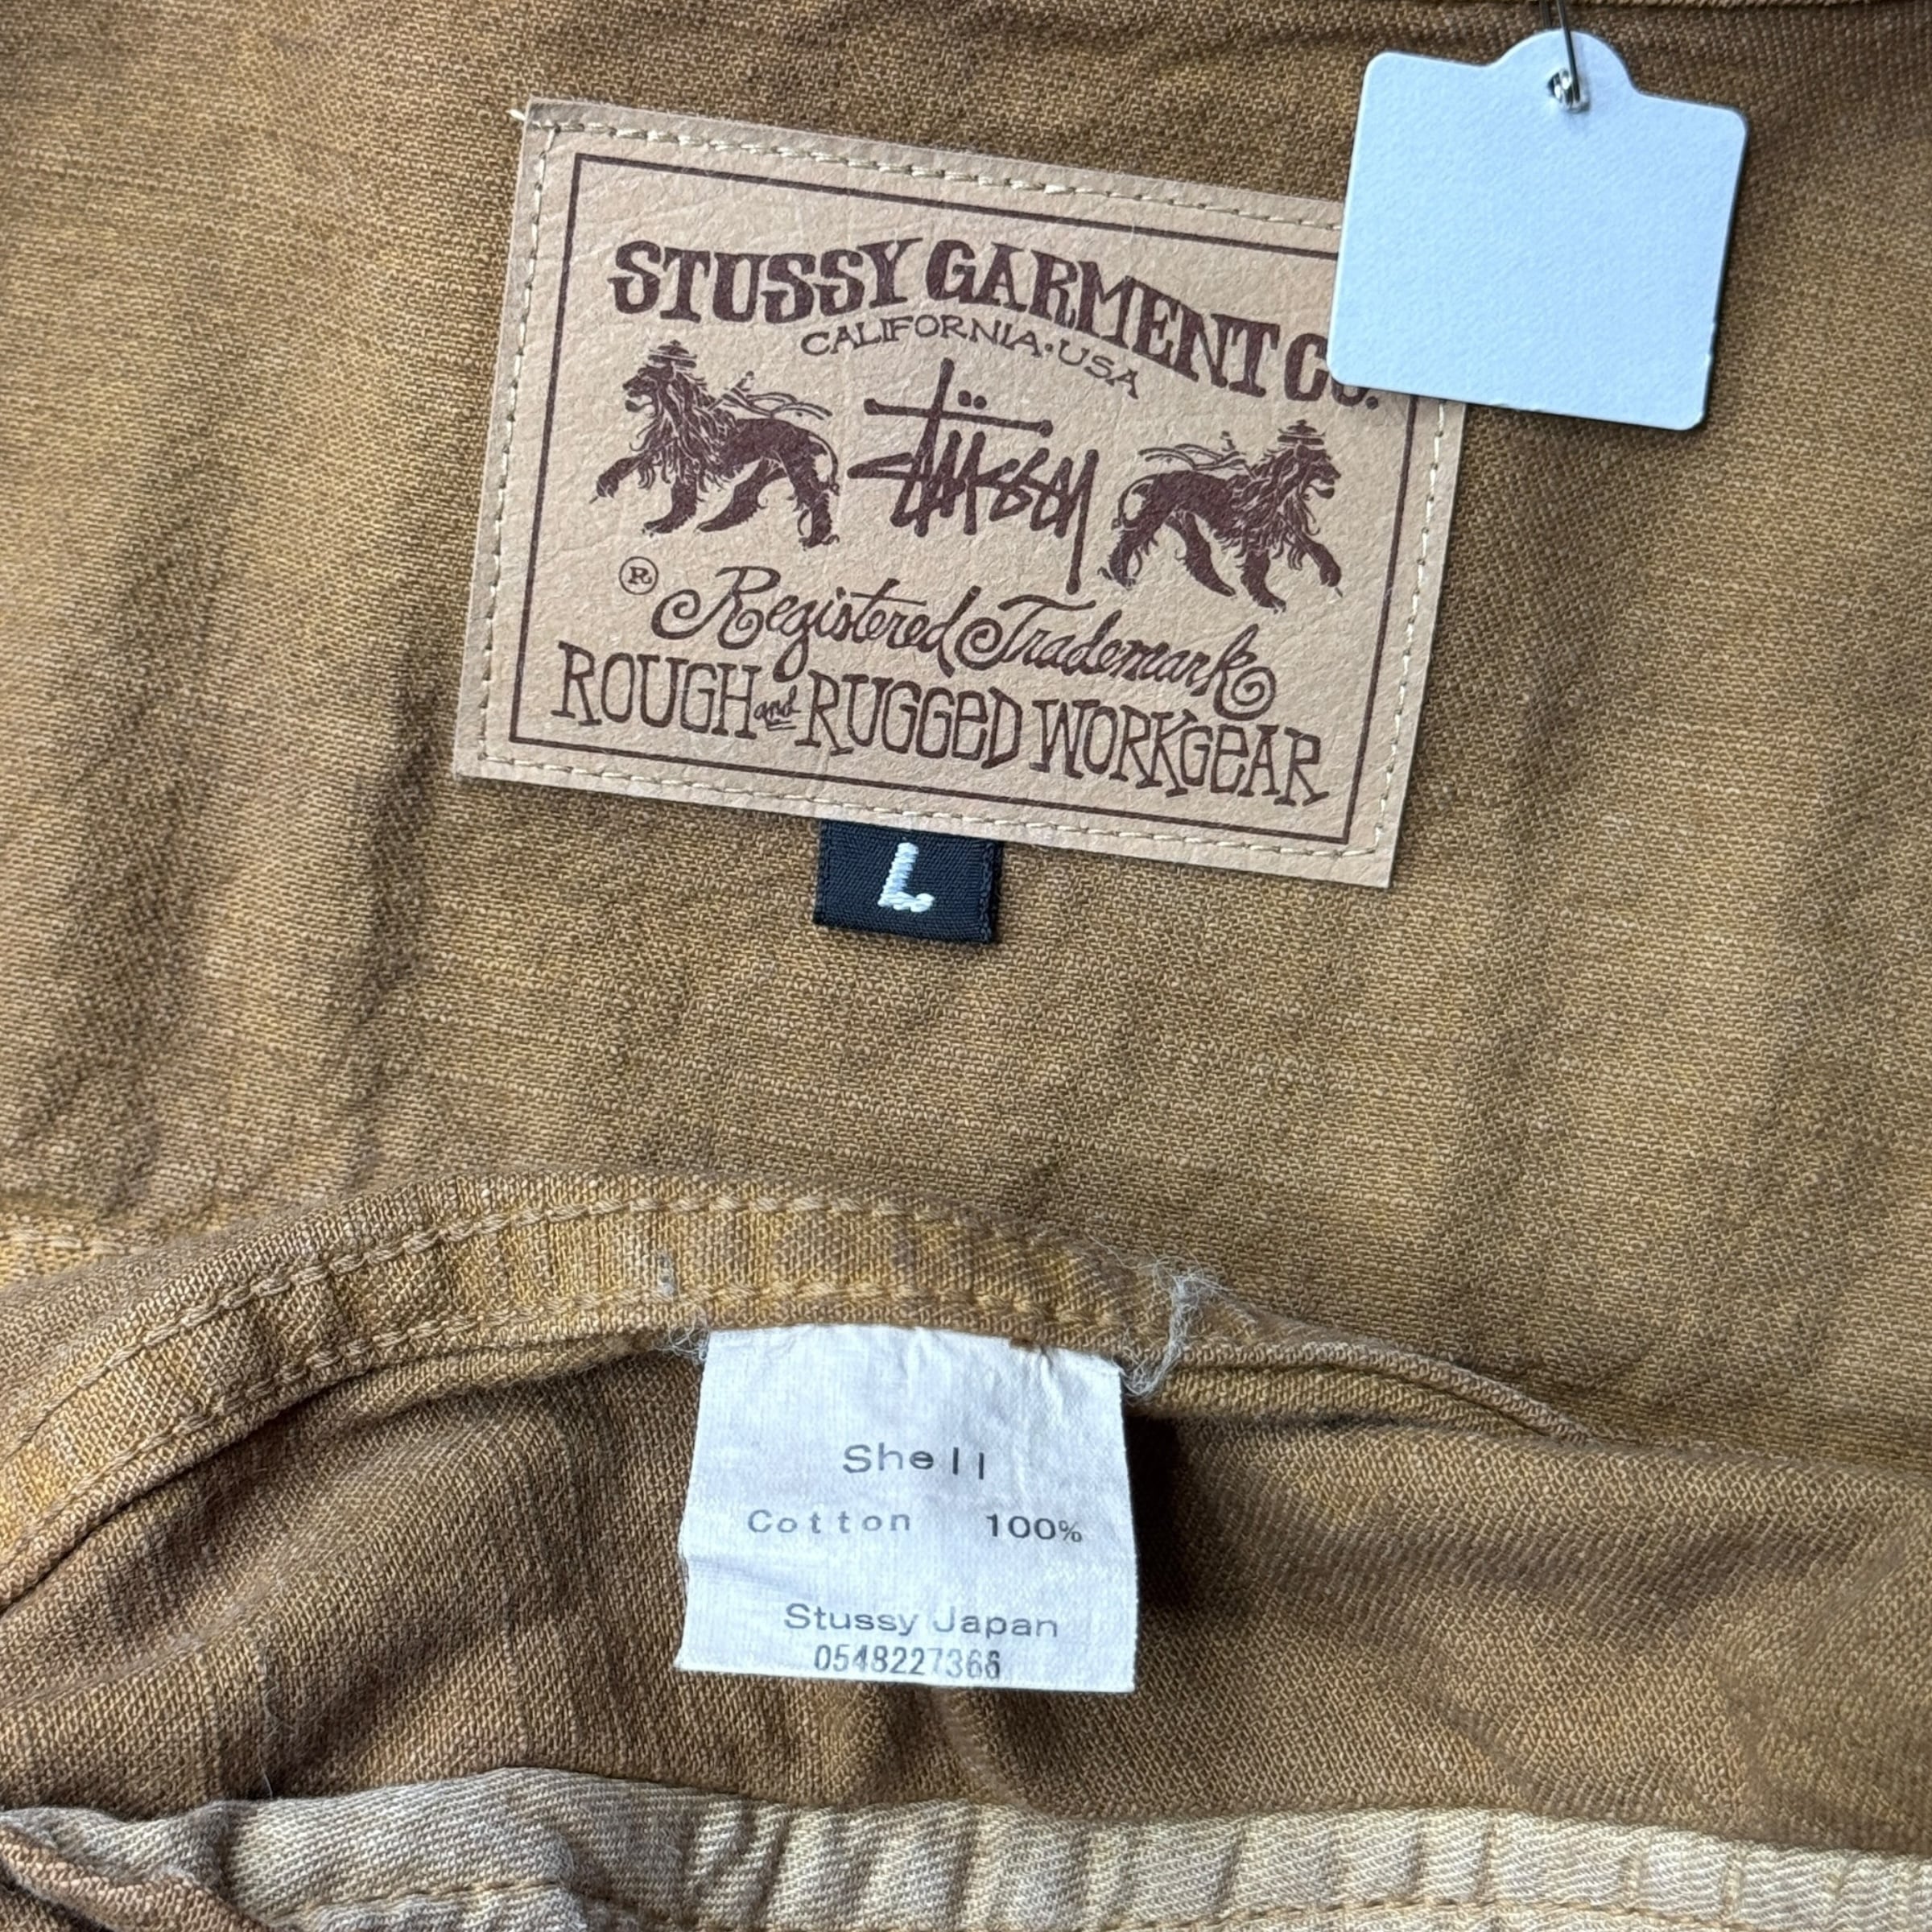 STUSSY GARMENT CO.
CALIFORNIA·USA
Stüssy
® Registered Trademark
ROUGH and RUGGED WORKGEAR
L
Shell
Cotton 100%
Stussy Japan
0548227366